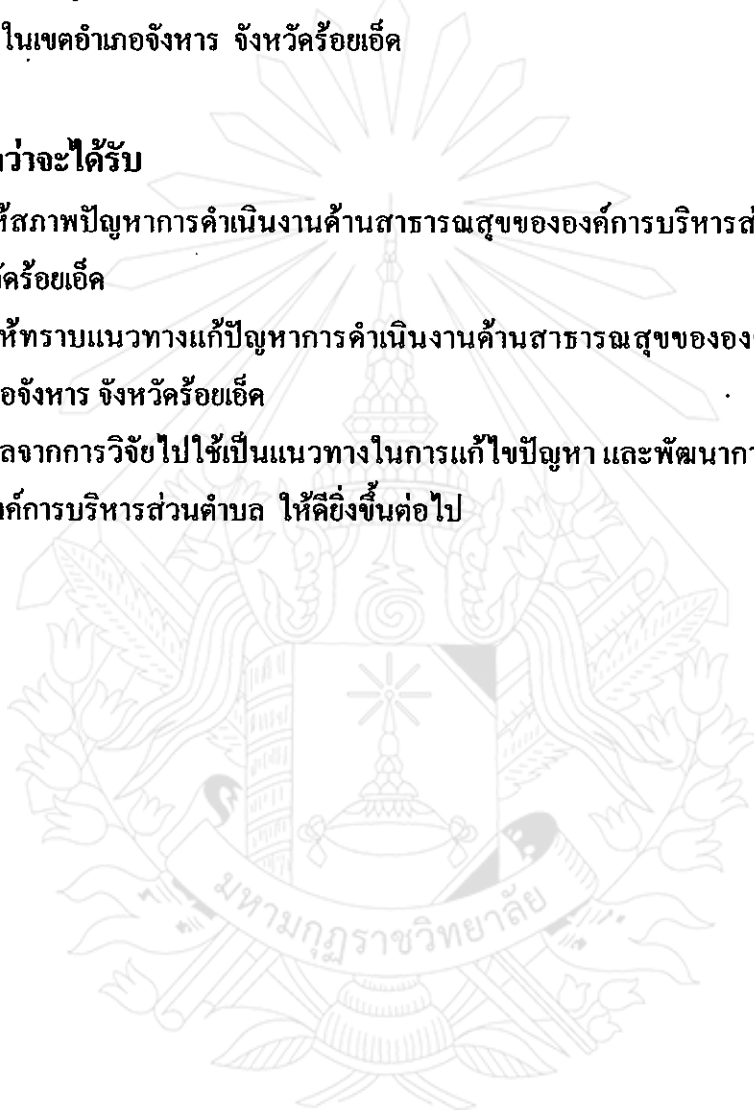 ในเขตอำเภอจังหาร จังหวัดร้อยเอ็ด
ว่าจะได้รับ
ห้สภาพปัญหาการดำเนินงานด้านสาธารณสุขขององค์การบริหารส่
ดร้อยเอ็ด
ห้ทราบแนวทางแก้ปัญหาการดำเนินงานด้านสาธารณสุขขององ
อจังหาร จังหวัดร้อยเอ็ด
ลจากการวิจัยไปใช้เป็นแนวทางในการแก้ไขปัญหา และพัฒนากา
ค์การบริหารส่วนตำบล ให้ดียิ่งขึ้นต่อไป
มหามกุฏราชวิทยาลัย